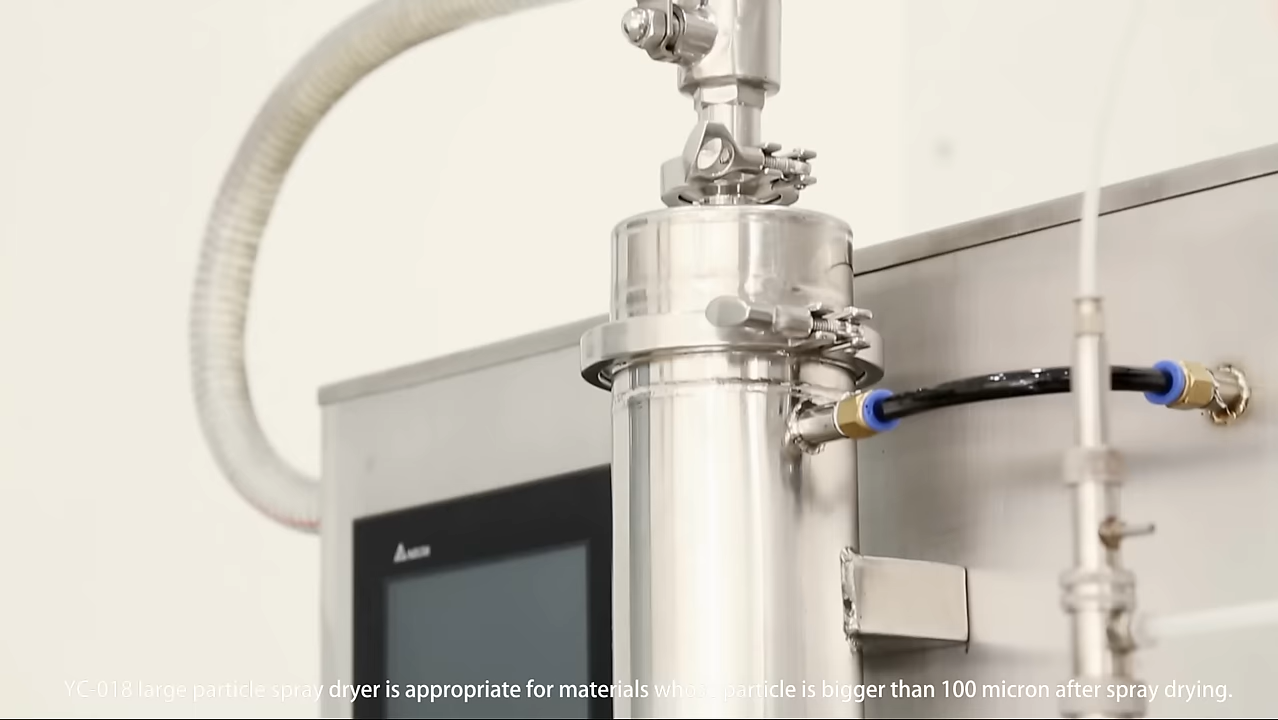 YC-018 large particle spray dryer is appropriate for materials whose particle is bigger than 100 micron after spray drying.